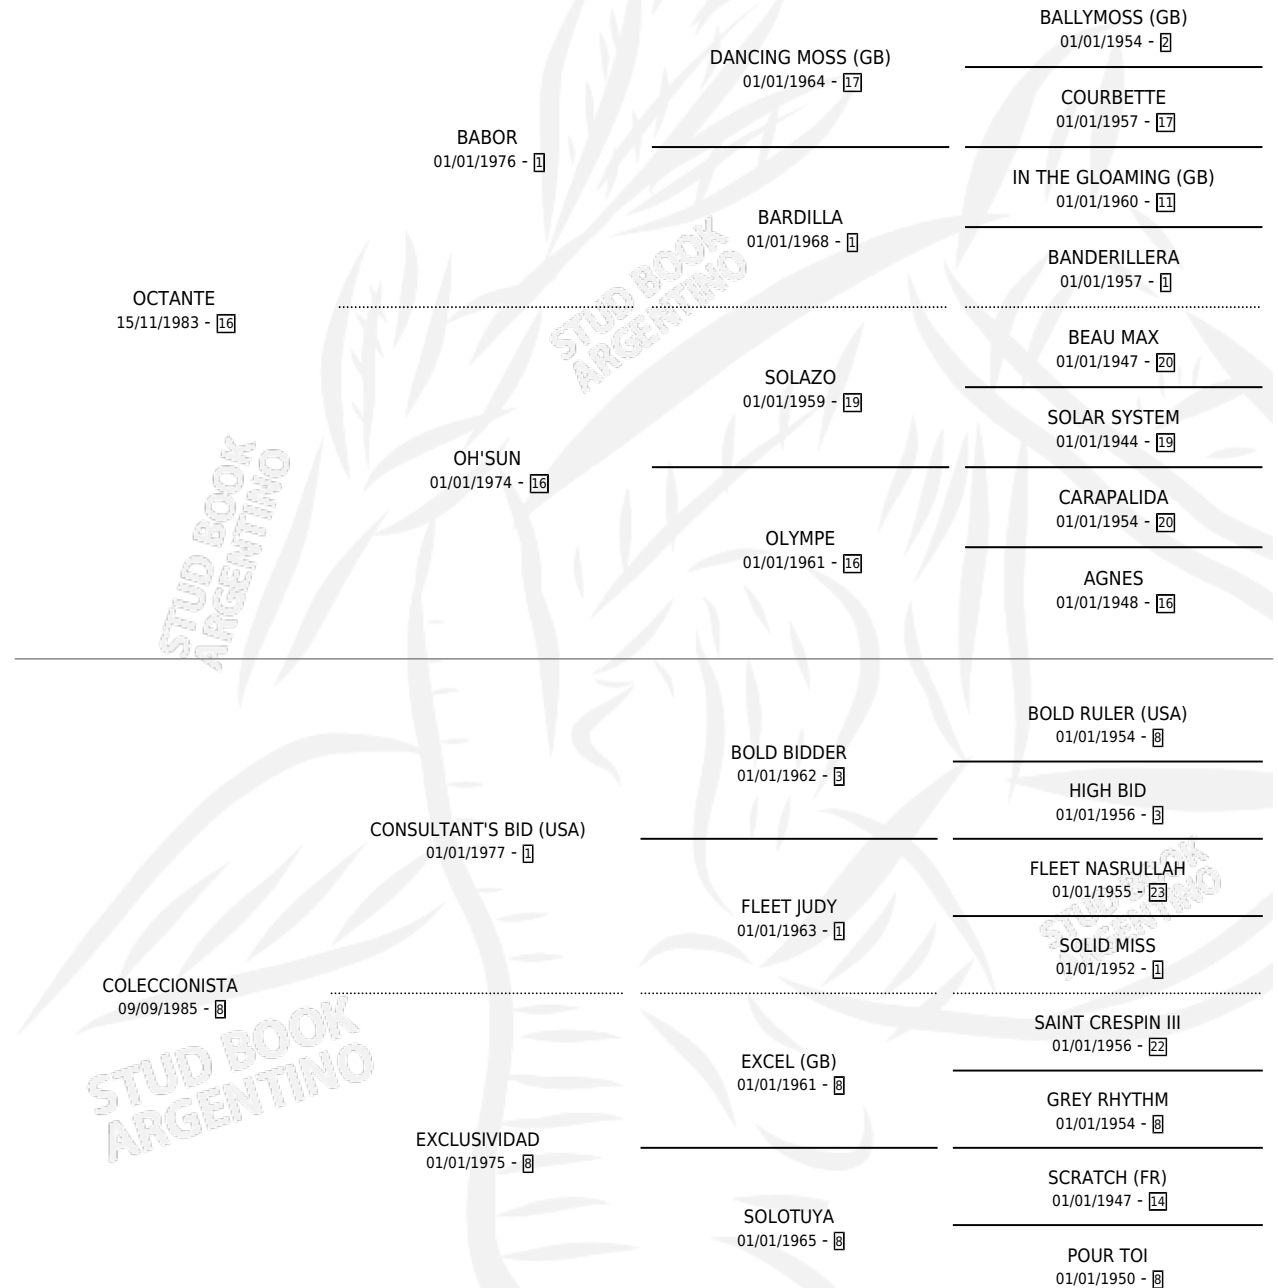 BALLYMOSS (GB)
01/01/1954 - 2
DANCING MOSS (GB)
01/01/1964 - 17
COURBETTE
01/01/1957 - 17
BABOR
01/01/1976 - 1
IN THE GLOAMING (GB)
01/01/1960 - 11
BARDILLA
01/01/1968 - 1
BANDERILLERA
01/01/1957 - 1
OCTANTE
15/11/1983 - 16
BEAU MAX
01/01/1947 - 20
SOLAZO
01/01/1959 - 19
SOLAR SYSTEM
01/01/1944 - 19
OH'SUN
01/01/1974 - 16
CARAPALIDA
01/01/1954 - 20
OLYMPE
01/01/1961 - 16
AGNES
01/01/1948 - 16
BOLD RULER (USA)
01/01/1954 - 8
BOLD BIDDER
01/01/1962 - 3
HIGH BID
01/01/1956 - 3
CONSULTANT'S BID (USA)
01/01/1977 - 1
FLEET NASRULLAH
01/01/1955 - 23
FLEET JUDY
01/01/1963 - 1
SOLID MISS
01/01/1952 - 1
COLECCIONISTA
09/09/1985 - 8
SAINT CRESPIN III
01/01/1956 - 22
EXCEL (GB)
01/01/1961 - 8
GREY RHYTHM
01/01/1954 - 8
EXCLUSIVIDAD
01/01/1975 - 8
SCRATCH (FR)
01/01/1947 - 14
SOLOTUYA
01/01/1965 - 8
POUR TOI
01/01/1950 - 8
STUD BOOK
ARGENTINO
STUD BOOK
ARGENTINO
STUD BOOK
ARGENTINO
STUD BOOK
ARGENTINO